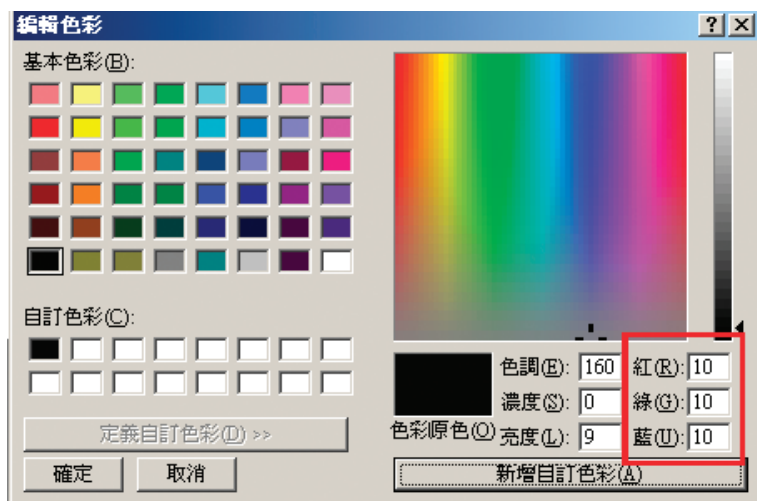 編輯色彩
基本色彩(B):
自訂色彩(C):
定義自訂色彩(D) >>
確定 取消
色調(E): 160 紅(R): 10
濃度(S): 0 綠(G): 10
色彩原色(O) 亮度(L): 9 藍(U): 10
新增自訂色彩(A)